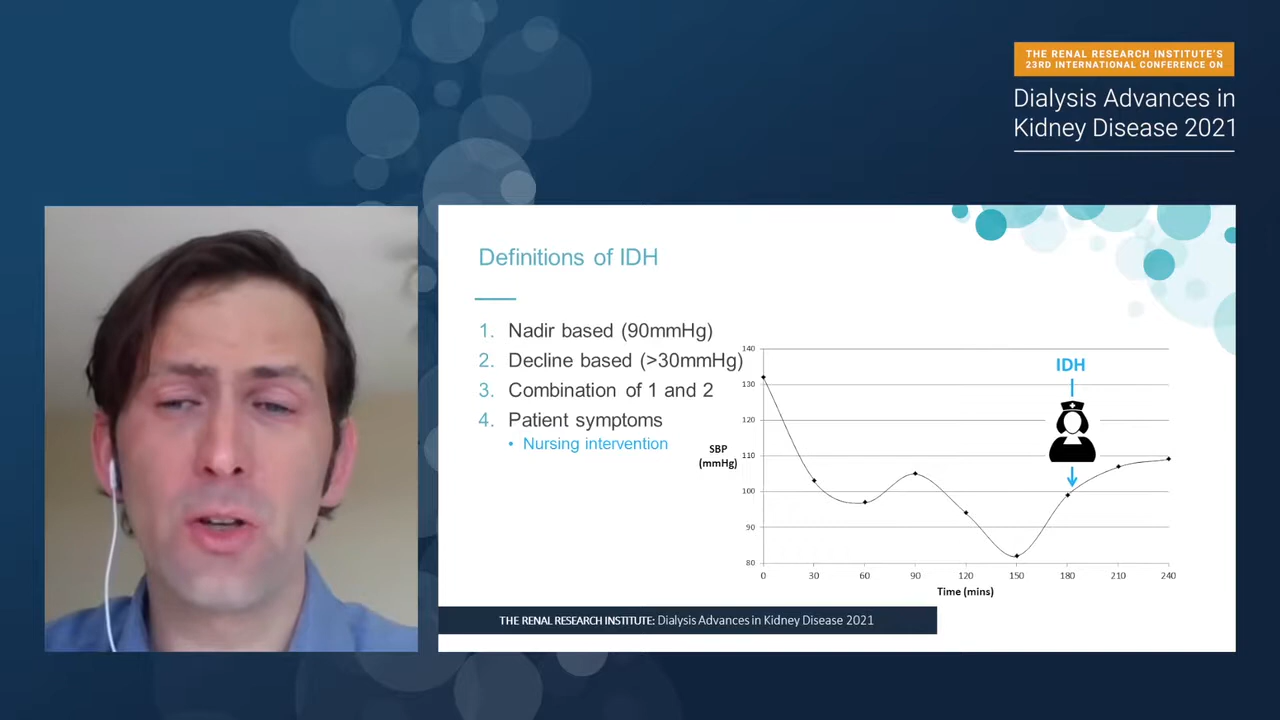 THE RENAL RESEARCH INSTITUTE'S
23RD INTERNATIONAL CONFERENCE ON
Dialysis Advances in
Kidney Disease 2021
Definitions of IDH
1. Nadir based (90mmHg)
2. Decline based (>30mmHg)
3. Combination of 1 and 2
4. Patient symptoms
• Nursing intervention
IDH
SBP
(mmHg)
140
130
120
110
100
90
80
0 30 60 90 120 150 180 210 240
Time (mins)
THE RENAL RESEARCH INSTITUTE: Dialysis Advances in Kidney Disease 2021